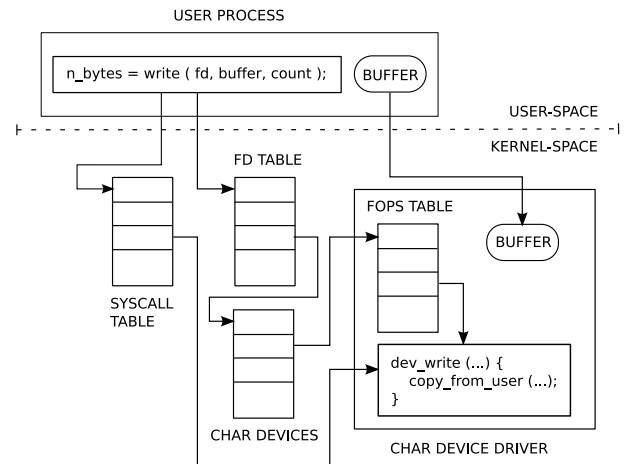 USER PROCESS
n_bytes = write ( fd, buffer, count );
BUFFER
USER-SPACE
KERNEL-SPACE
FD TABLE
FOPS TABLE
BUFFER
SYSCALL
TABLE
dev_write (...) {
copy_from_user (...);
}
CHAR DEVICES
CHAR DEVICE DRIVER